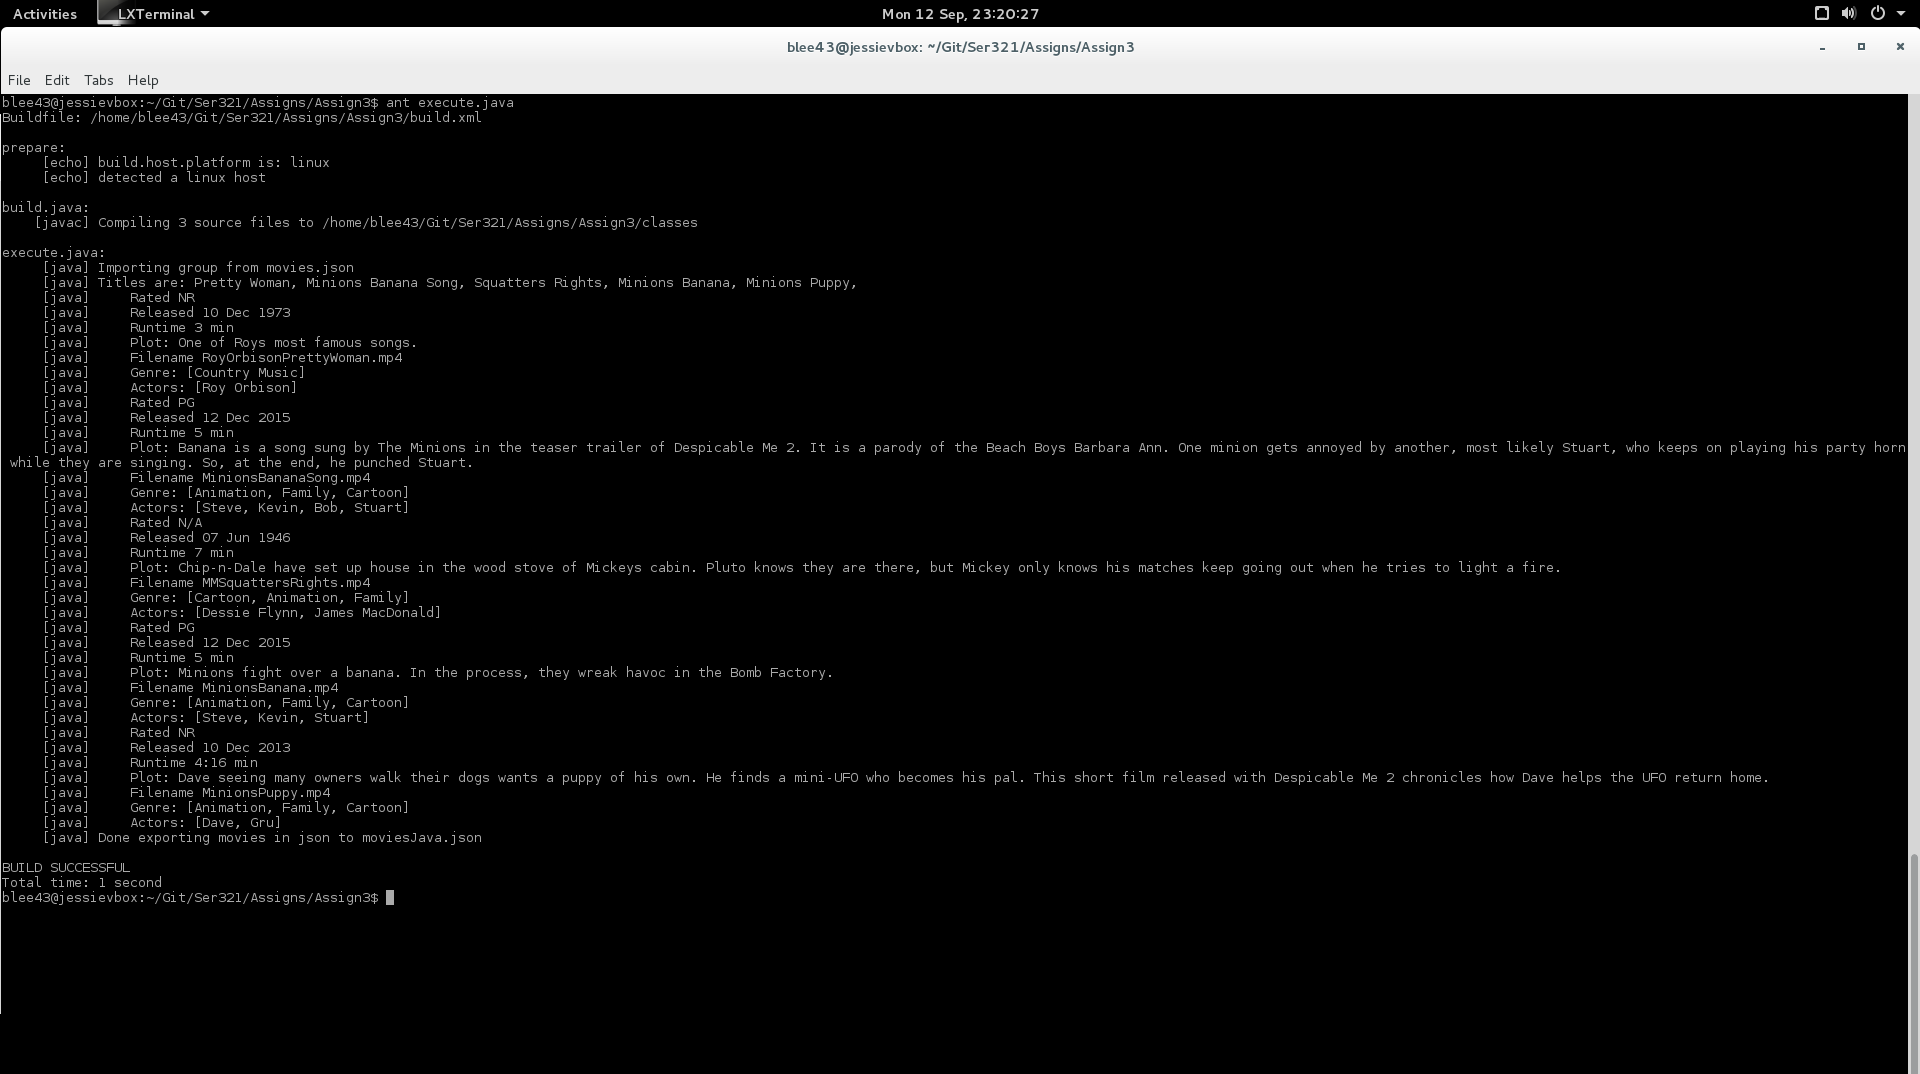 Activities LXTerminal Mon 12 Sep, 23:20:27
blee43@jessievbox: ~/Git/Ser321/Assigns/Assign3
File Edit Tabs Help
blee43@jessievbox:~/Git/Ser321/Assigns/Assign3$ ant execute.java
Buildfile: /home/blee43/Git/Ser321/Assigns/Assign3/build.xml
prepare:
[echo] build.host.platform is: linux
[echo] detected a linux host
build.java:
[javac] Compiling 3 source files to /home/blee43/Git/Ser321/Assigns/Assign3/classes
execute.java:
[java] Importing group from movies.json
[java] Titles are: Pretty Woman, Minions Banana Song, Squatters Rights, Minions Banana, Minions Puppy,
[java] Rated NR
[java] Released 10 Dec 1973
[java] Runtime 3 min
[java] Plot: One of Roys most famous songs.
[java] Filename RoyOrbisonPrettyWoman.mp4
[java] Genre: [Country Music]
[java] Actors: [Roy Orbison]
[java] Rated PG
[java] Released 12 Dec 2015
[java] Runtime 5 min
[java] Plot: Banana is a song sung by The Minions in the teaser trailer of Despicable Me 2. It is a parody of the Beach Boys Barbara Ann. One minion gets annoyed by another, most likely Stuart, who keeps on playing his party horn
while they are singing. So, at the end, he punched Stuart.
[java] Filename MinionsBananaSong.mp4
[java] Genre: [Animation, Family, Cartoon]
[java] Actors: [Steve, Kevin, Bob, Stuart]
[java] Rated N/A
[java] Released 07 Jun 1946
[java] Runtime 7 min
[java] Plot: Chip-n-Dale have set up house in the wood stove of Mickeys cabin. Pluto knows they are there, but Mickey only knows his matches keep going out when he tries to light a fire.
[java] Filename MMSquattersRights.mp4
[java] Genre: [Cartoon, Animation, Family]
[java] Actors: [Dessie Flynn, James MacDonald]
[java] Rated PG
[java] Released 12 Dec 2015
[java] Runtime 5 min
[java] Plot: Minions fight over a banana. In the process, they wreak havoc in the Bomb Factory.
[java] Filename MinionsBanana.mp4
[java] Genre: [Animation, Family, Cartoon]
[java] Actors: [Steve, Kevin, Stuart]
[java] Rated NR
[java] Released 10 Dec 2013
[java] Runtime 4:16 min
[java] Plot: Dave seeing many owners walk their dogs wants a puppy of his own. He finds a mini-UFO who becomes his pal. This short film released with Despicable Me 2 chronicles how Dave helps the UFO return home.
[java] Filename MinionsPuppy.mp4
[java] Genre: [Animation, Family, Cartoon]
[java] Actors: [Dave, Gru]
[java] Done exporting movies in json to moviesJava.json
BUILD SUCCESSFUL
Total time: 1 second
blee43@jessievbox:~/Git/Ser321/Assigns/Assign3$